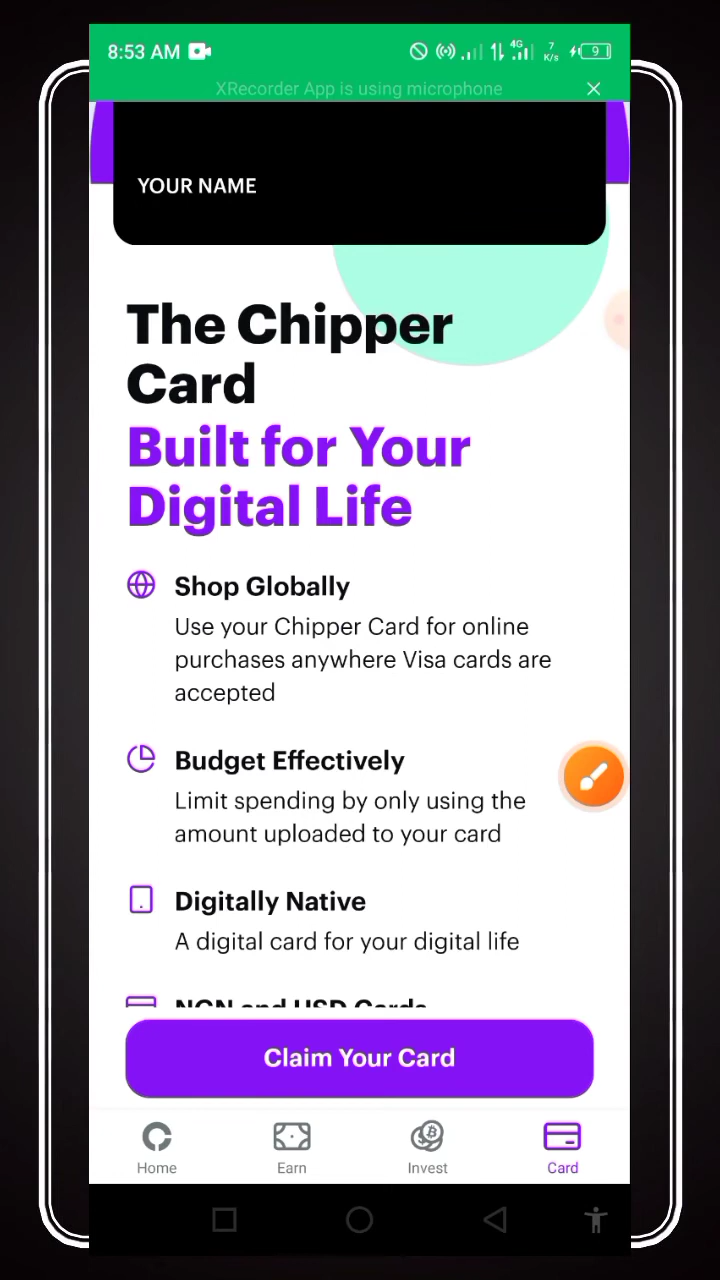 8:53 AM
4G
7
K/s
9
XRecorder App is using microphone
YOUR NAME
The Chipper
Card
Built for Your
Digital Life
Shop Globally
Use your Chipper Card for online
purchases anywhere Visa cards are
accepted
Budget Effectively
Limit spending by only using the
amount uploaded to your card
Digitally Native
A digital card for your digital life
NGN and USD Cards
Claim Your Card
Home
Earn
Invest
Card